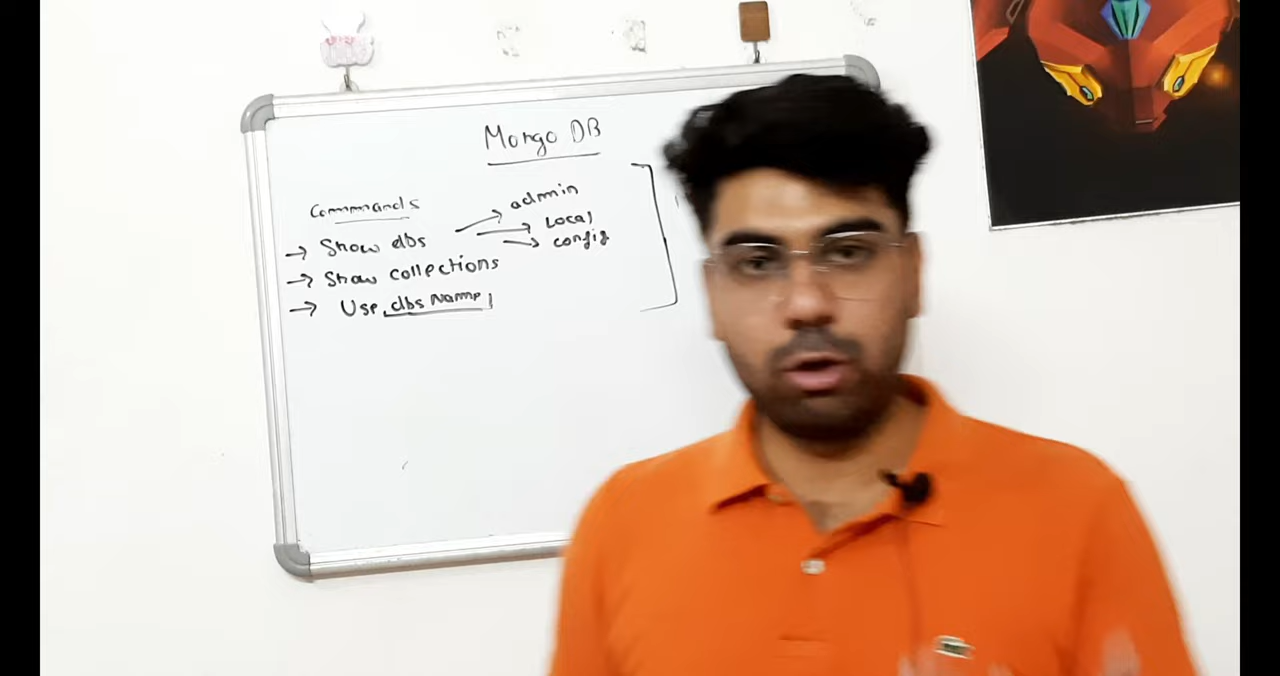 Mongo DB
Commands
→ Show dbs → admin
→ Local
→ config
→ Show collections
→ Use dbs Name